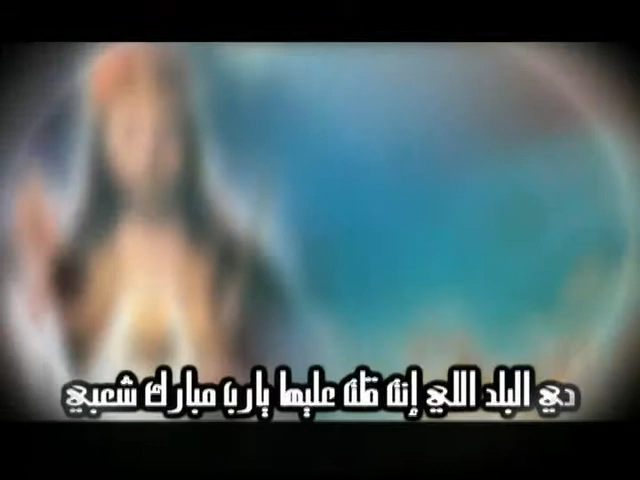 دي البلد اللي إنت قلت عليها يارب مبارك شعبي